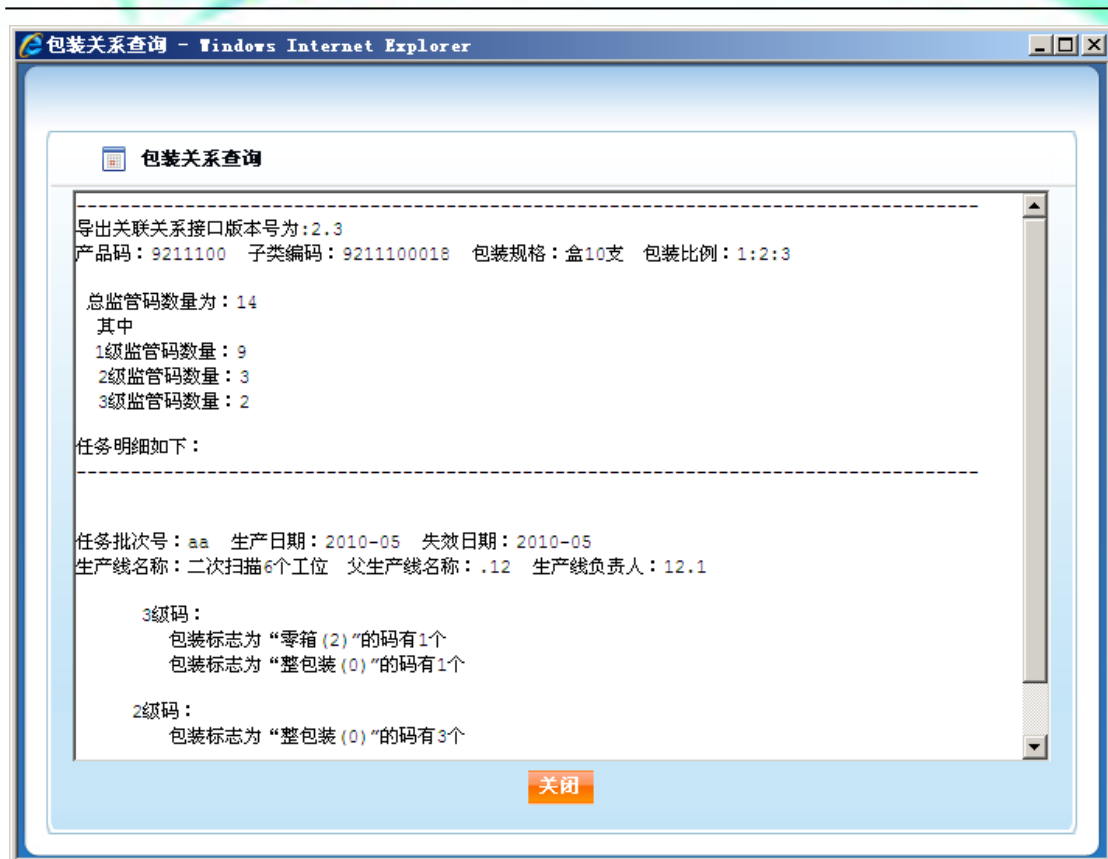 包装关系查询 - Windows Internet Explorer
包装关系查询
导出关联关系接口版本号为:2.3
产品码：9211100 子类编码：9211100018 包装规格：盒10支 包装比例：1:2:3
总监管码数量为：14
其中
1级监管码数量：9
2级监管码数量：3
3级监管码数量：2
任务明细如下：
任务批次号：aa 生产日期：2010-05 失效日期：2010-05
生产线名称：二次扫描6个工位 父生产线名称：.12 生产线负责人：12.1
3级码：
包装标志为“零箱(2)”的码有1个
包装标志为“整包装(0)”的码有1个
2级码：
包装标志为“整包装(0)”的码有3个
关闭